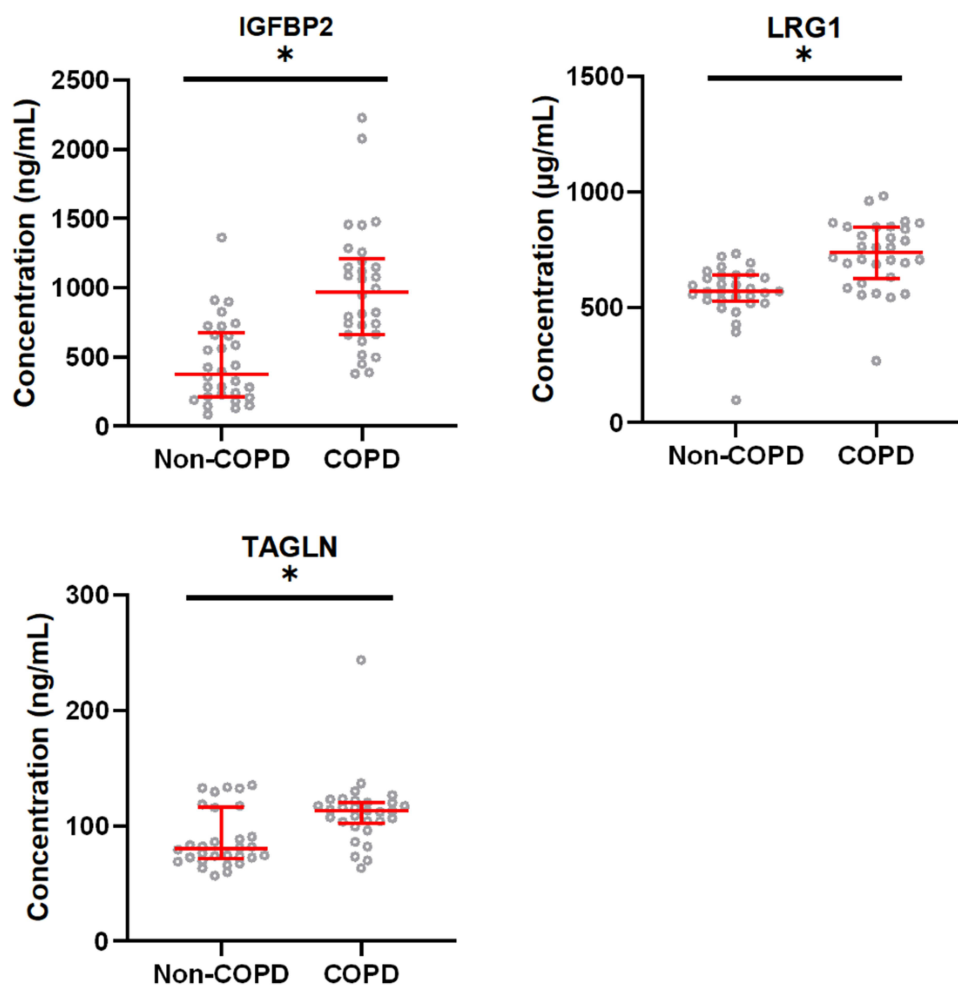 IGFBP2
*
Concentration (ng/mL)
2500
2000
1500
1000
500
0
Non-COPD COPD
LRG1
*
Concentration (µg/mL)
1500
1000
500
0
Non-COPD COPD
TAGLN
*
Concentration (ng/mL)
300
200
100
0
Non-COPD COPD